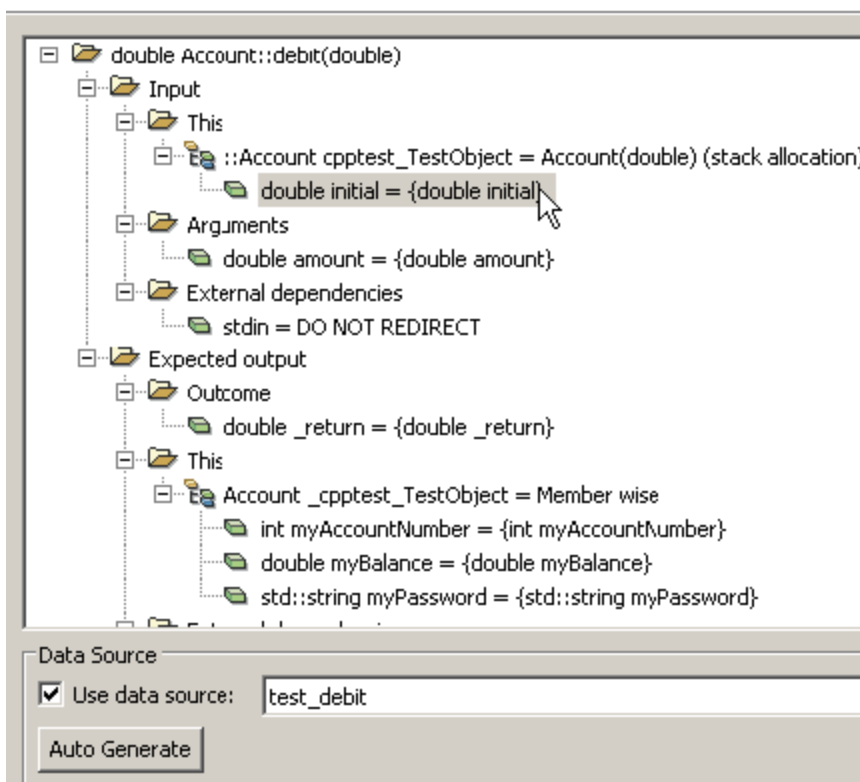 double Account::debit(double)
Input
This
::Account cpptest_TestObject = Account(double) (stack allocation)
double initial = {double initial}
Arguments
double amount = {double amount}
External dependencies
stdin = DO NOT REDIRECT
Expected output
Outcome
double _return = {double _return}
This
Account _cpptest_TestObject = Member wise
int myAccountNumber = {int myAccountNumber}
double myBalance = {double myBalance}
std::string myPassword = {std::string myPassword}
Data Source
Use data source: test_debit
Auto Generate